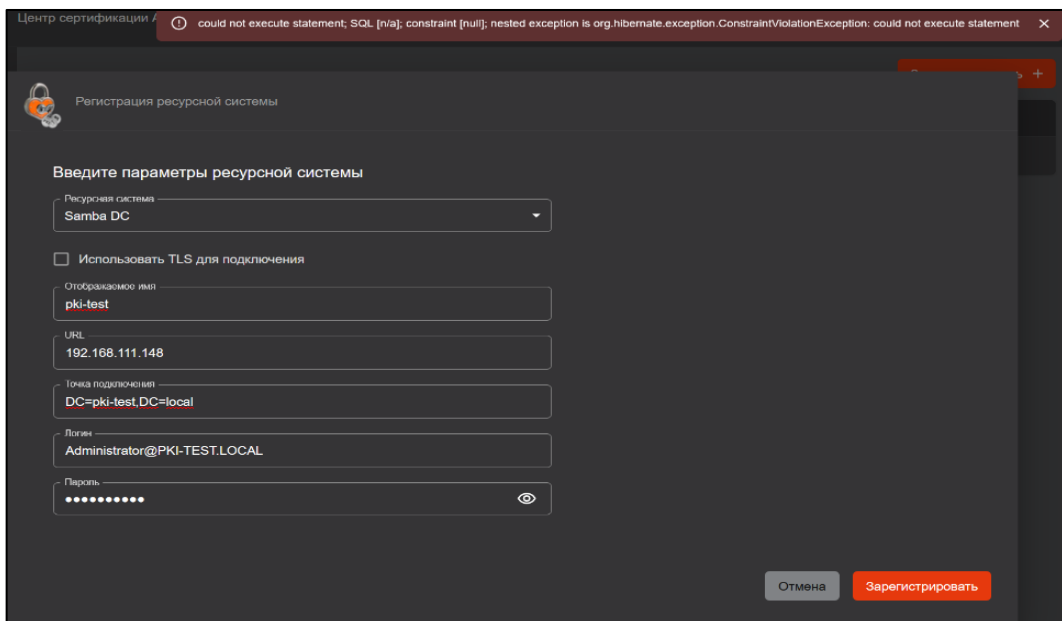 Центр сертификации A
could not execute statement; SQL [n/a]; constraint [null]; nested exception is org.hibernate.exception.ConstraintViolationException: could not execute statement
Регистрация ресурсной системы
Введите параметры ресурсной системы
Ресурсная система
Samba DC
Использовать TLS для подключения
Отображаемое имя
pki-test
URL
192.168.111.148
Точка подключения
DC=pki-test,DC=local
Логин
Administrator@PKI-TEST.LOCAL
Пароль
••••••••••
Отмена
Зарегистрировать